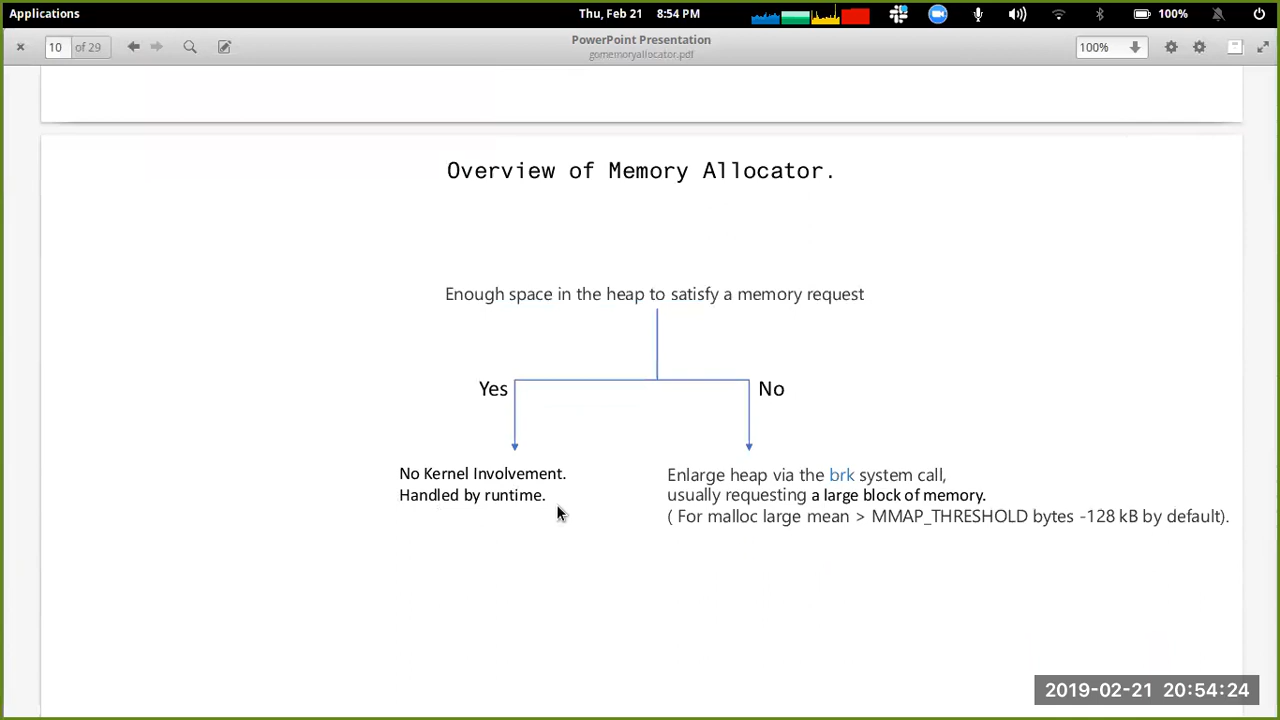 Applications
Thu, Feb 21 8:54 PM
100%
10 of 29
PowerPoint Presentation
gomemoryallocator.pdf
100%
Overview of Memory Allocator.
Enough space in the heap to satisfy a memory request
Yes
No
No Kernel Involvement.
Handled by runtime.
Enlarge heap via the brk system call,
usually requesting a large block of memory.
( For malloc large mean > MMAP_THRESHOLD bytes -128 kB by default).
2019-02-21 20:54:24